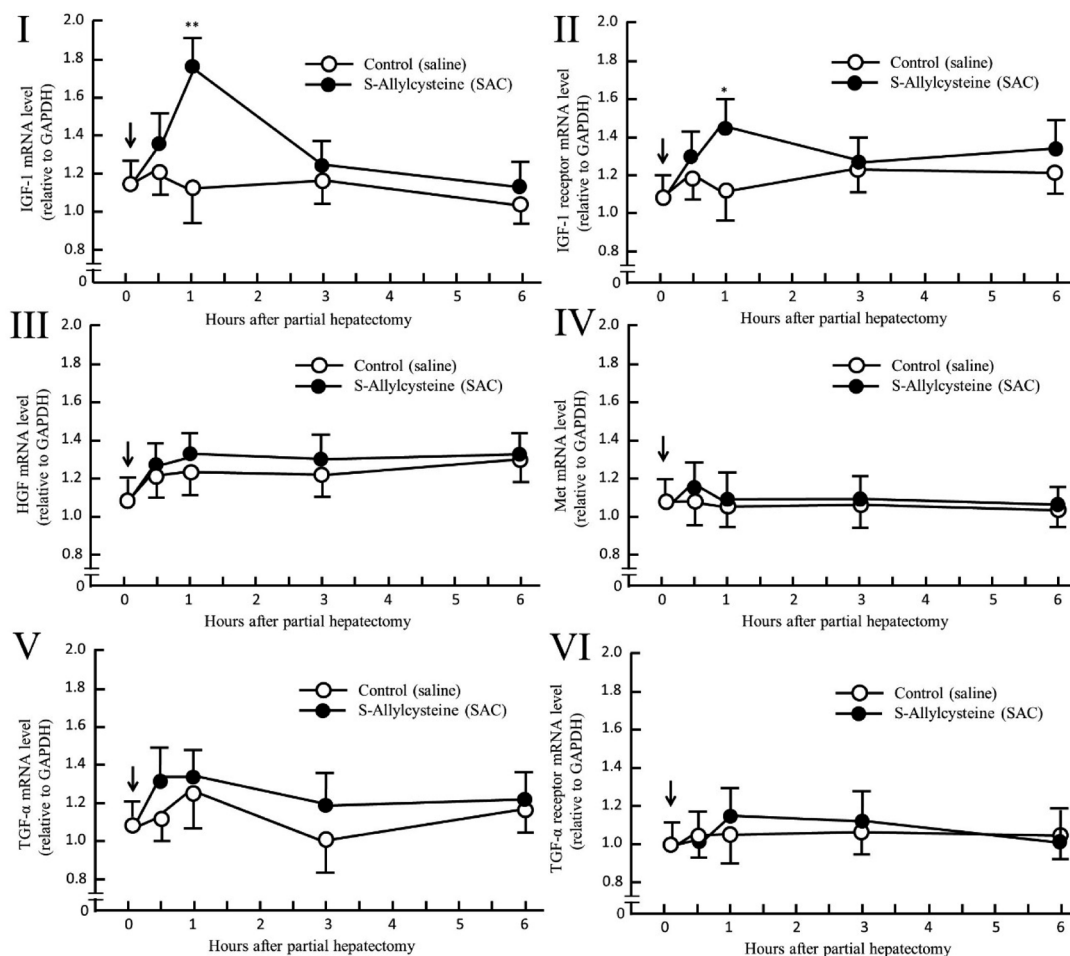 I
IGF-1 mRNA level
(relative to GAPDH)
2.0
1.8
1.6
1.4
1.2
1.0
0.8
0
**
Control (saline)
S-Allylcysteine (SAC)
0 1 2 3 4 5 6
Hours after partial hepatectomy
II
IGF-1 receptor mRNA level
(relative to GAPDH)
2.0
1.8
1.6
1.4
1.2
1.0
0.8
0
*
Control (saline)
S-Allylcysteine (SAC)
0 1 2 3 4 5 6
Hours after partial hepatectomy
III
HGF mRNA level
(relative to GAPDH)
2.0
1.8
1.6
1.4
1.2
1.0
0.8
0
Control (saline)
S-Allylcysteine (SAC)
0 1 2 3 4 5 6
Hours after partial hepatectomy
IV
Met mRNA level
(relative to GAPDH)
2.0
1.8
1.6
1.4
1.2
1.0
0.8
0
Control (saline)
S-Allylcysteine (SAC)
0 1 2 3 4 5 6
Hours after partial hepatectomy
V
TGF-α mRNA level
(relative to GAPDH)
2.0
1.8
1.6
1.4
1.2
1.0
0.8
0
Control (saline)
S-Allylcysteine (SAC)
0 1 2 3 4 5 6
Hours after partial hepatectomy
VI
TGF-α receptor mRNA level
(relative to GAPDH)
2.0
1.8
1.6
1.4
1.2
1.0
0.8
0
Control (saline)
S-Allylcysteine (SAC)
0 1 2 3 4 5 6
Hours after partial hepatectomy